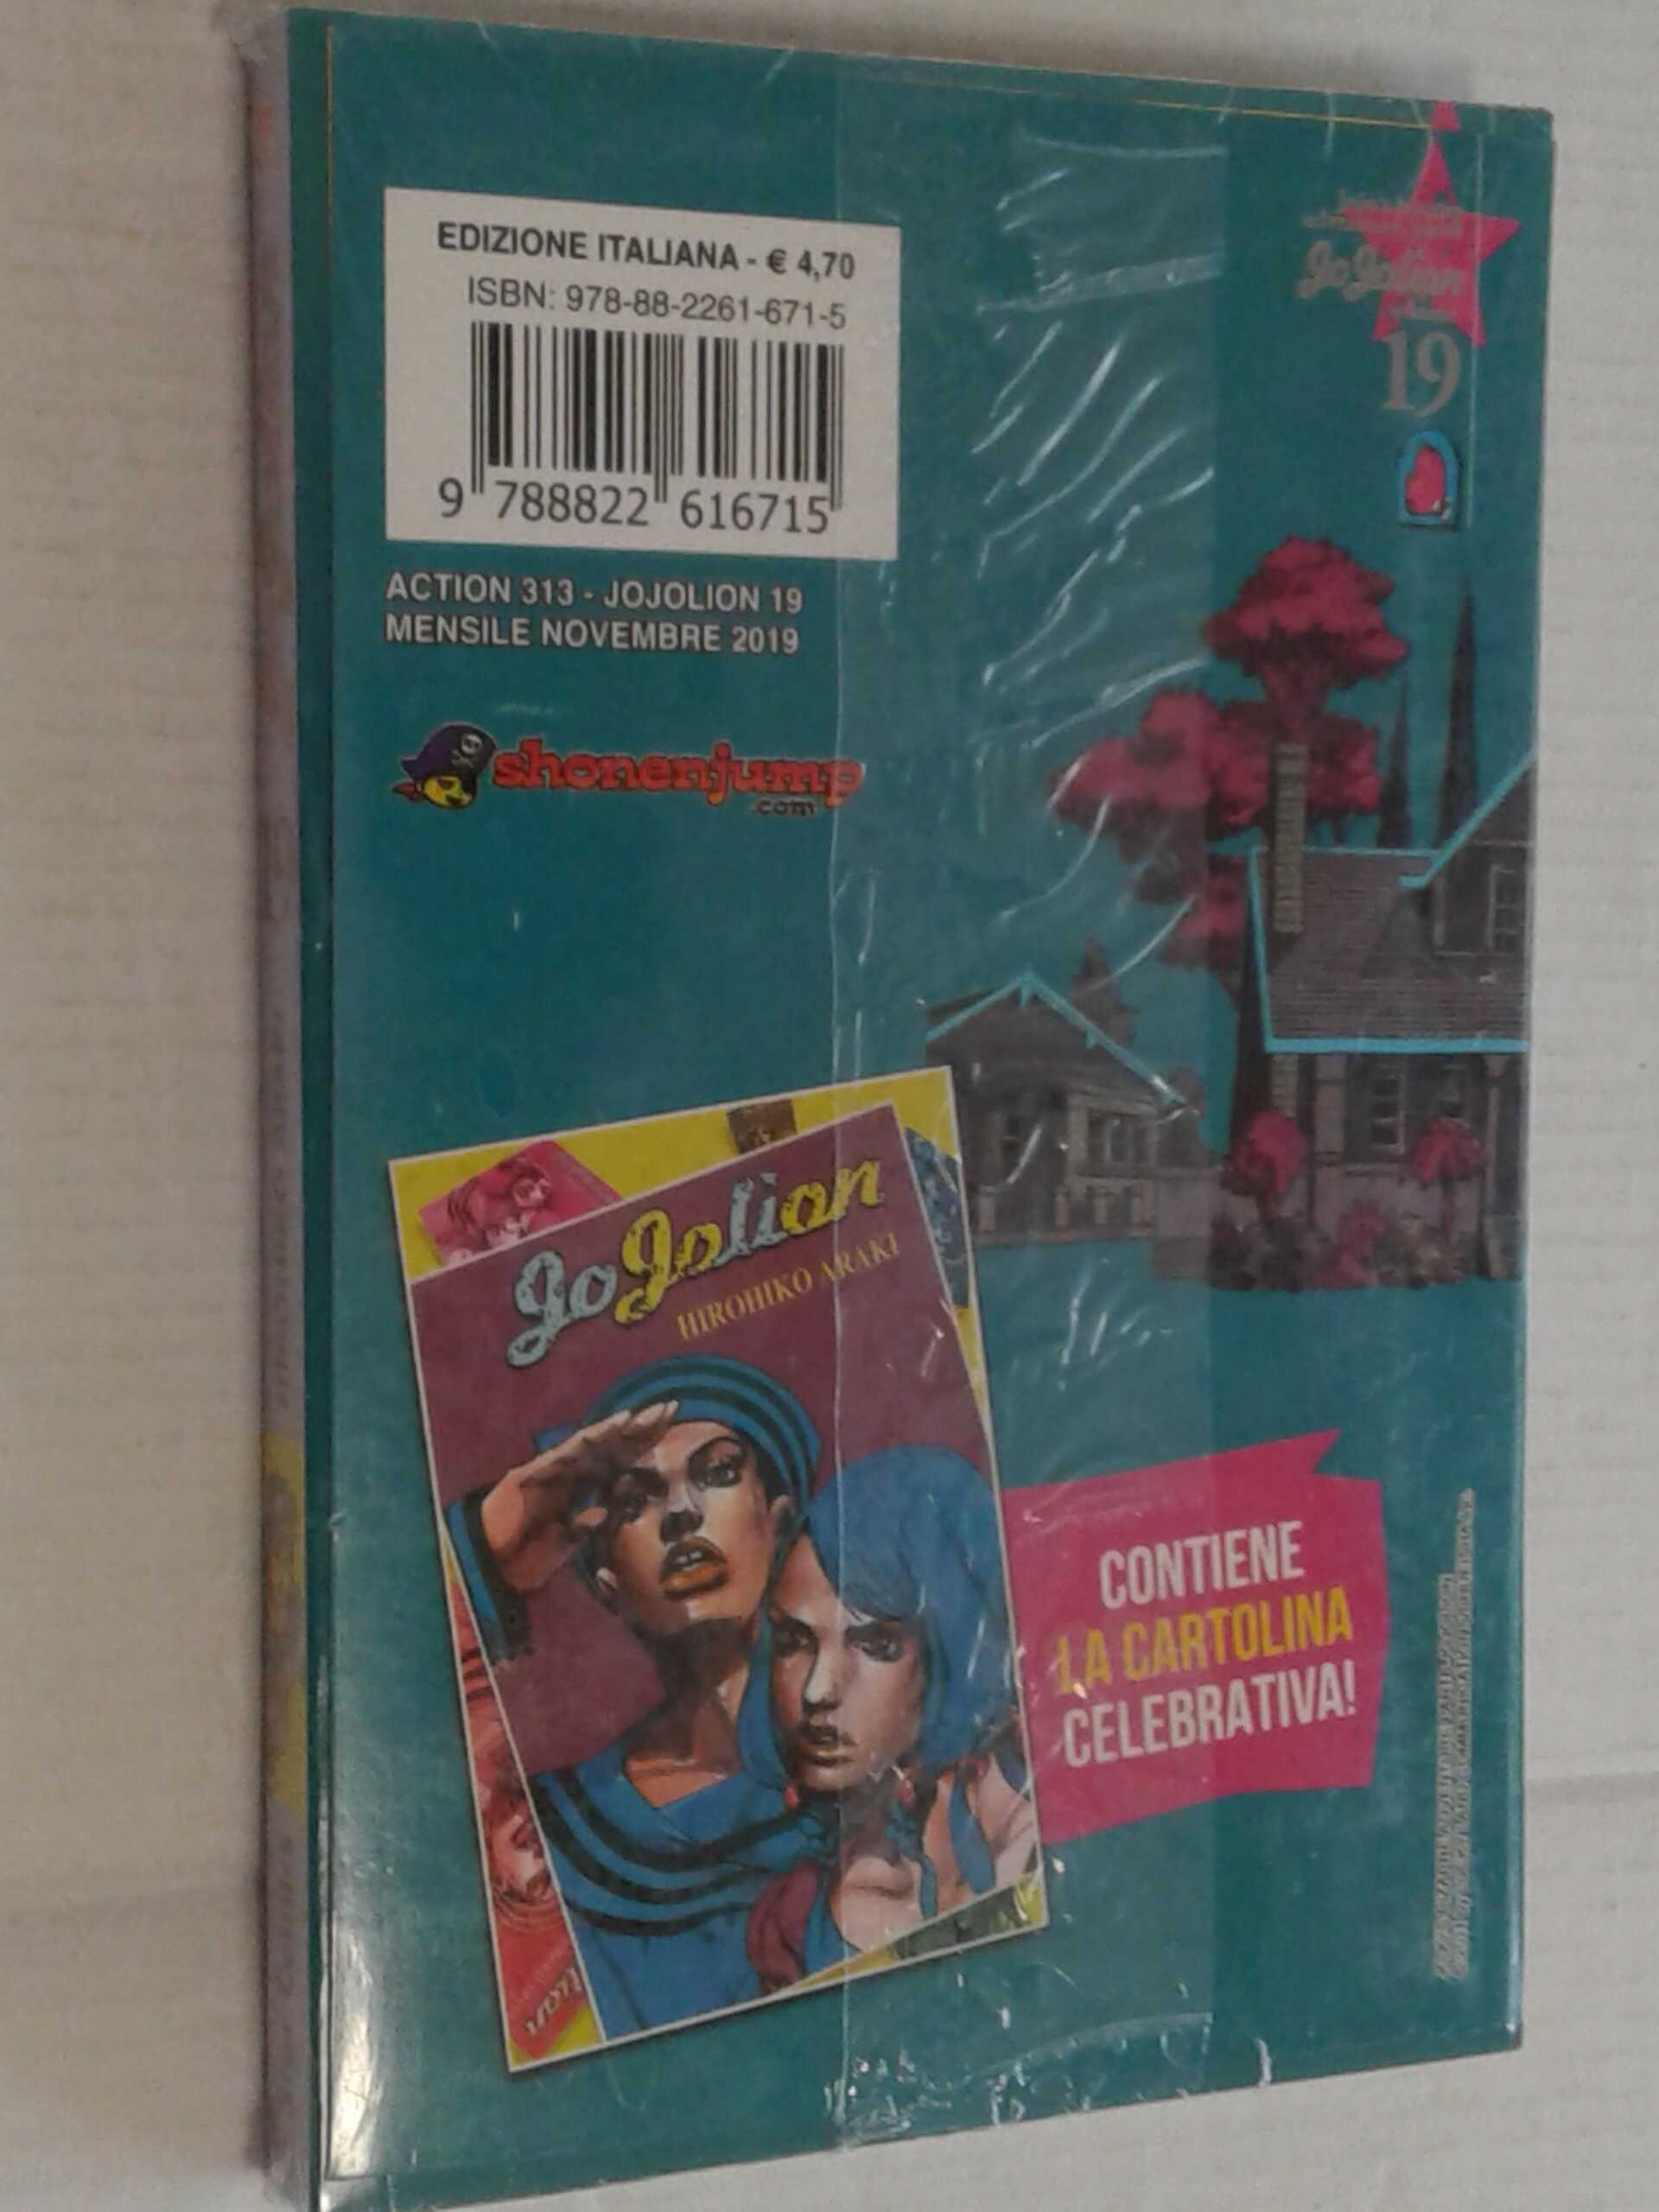 EDIZIONE ITALIANA - € 4,70
ISBN: 978-88-2261-671-5
9 788822 616715
ACTION 313 - JOJOLION 19
MENSILE NOVEMBRE 2019
shonenjump
.com
JoJolion
19
JoJolion
HIROHIKO ARAKI
CONTIENE
LA CARTOLINA
CELEBRATIVA!